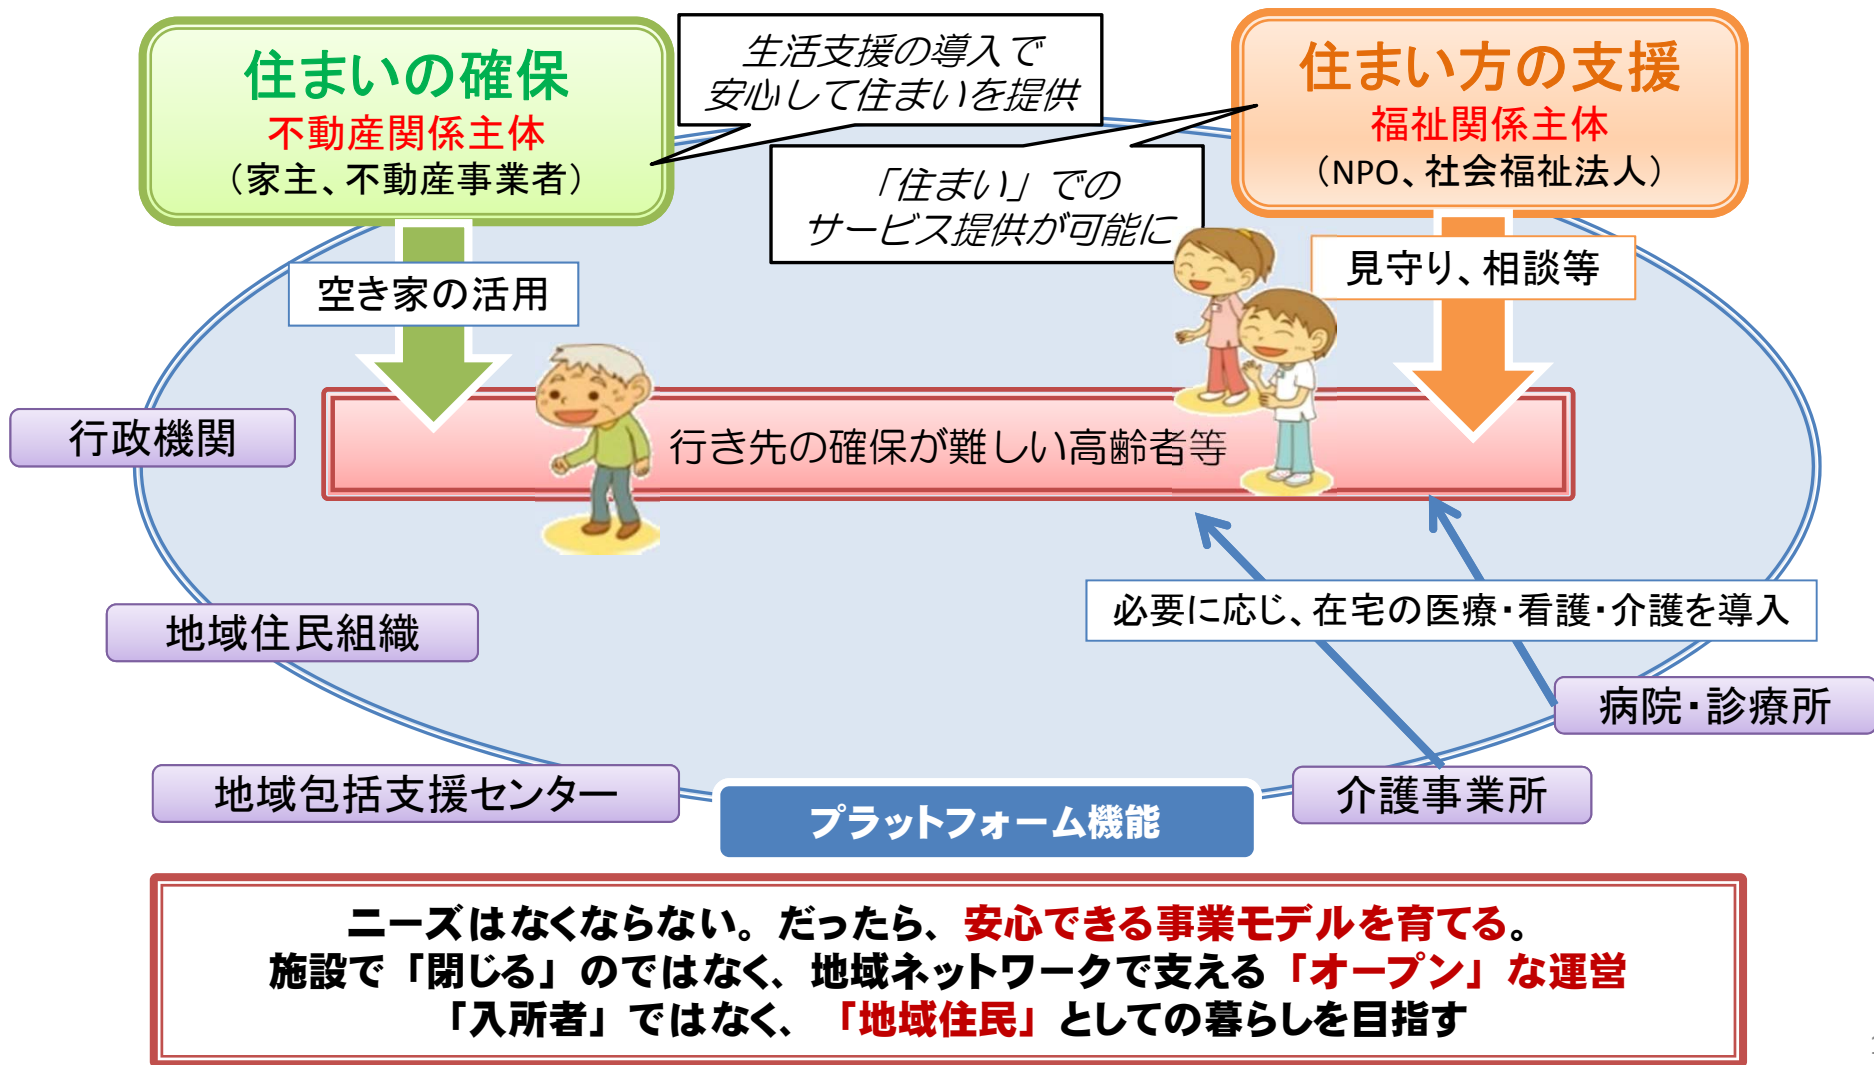 住まいの確保
不動産関係主体
（家主、不動産事業者）
生活支援の導入で
安心して住まいを提供
住まい方の支援
福祉関係主体
（NPO、社会福祉法人）
「住まい」での
サービス提供が可能に
空き家の活用
見守り、相談等
行政機関
行き先の確保が難しい高齢者等
地域住民組織
必要に応じ、在宅の医療・看護・介護を導入
病院・診療所
地域包括支援センター
プラットフォーム機能
介護事業所
ニーズはなくならない。だったら、安心できる事業モデルを育てる。
施設で「閉じる」のではなく、地域ネットワークで支える「オープン」な運営
「入所者」ではなく、「地域住民」としての暮らしを目指す